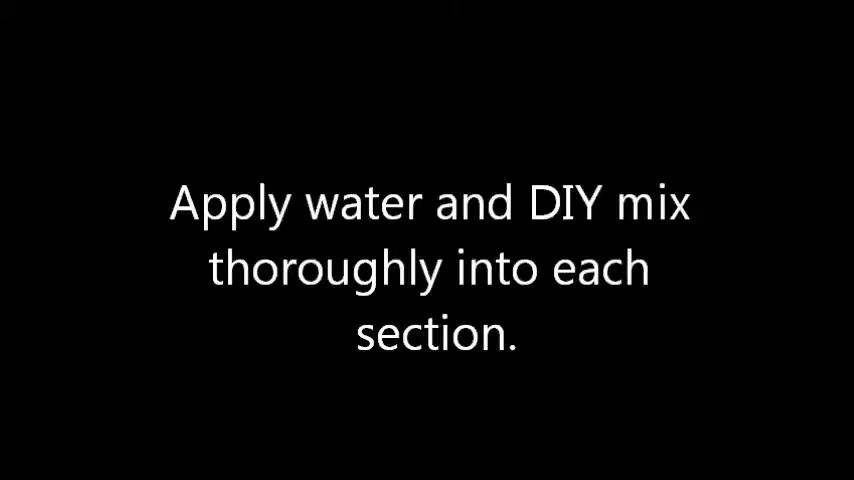 Apply water and DIY mix
thoroughly into each
section.